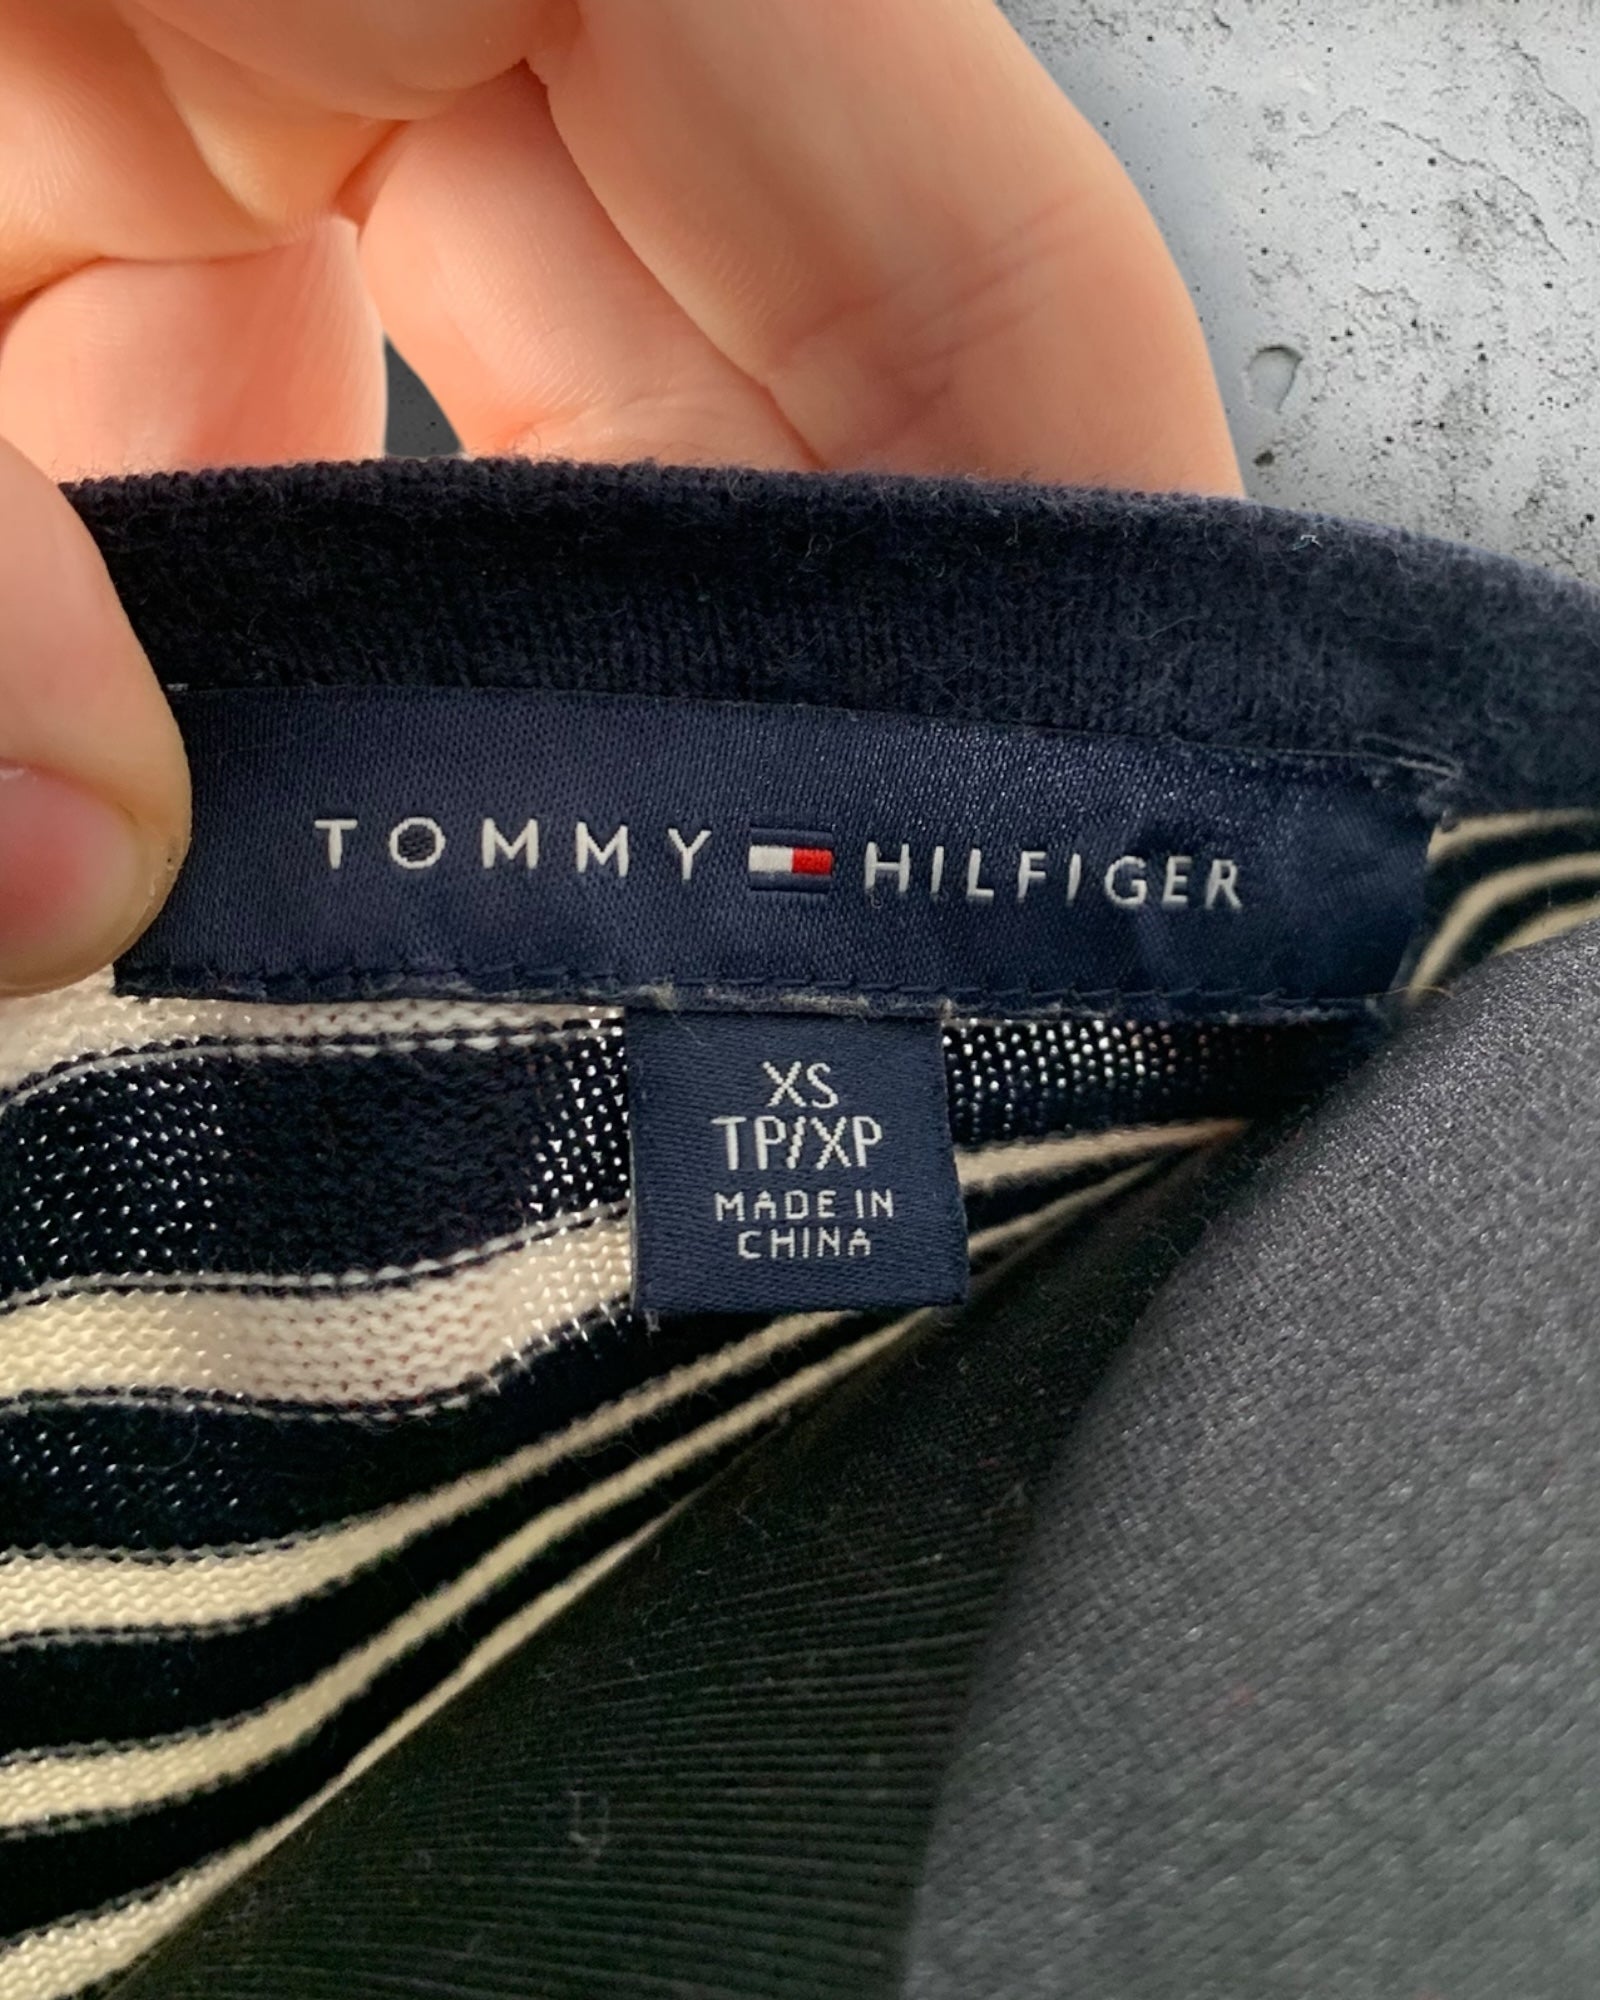 TOMMY HILFIGER
XS
TP/XP
MADE IN
CHINA